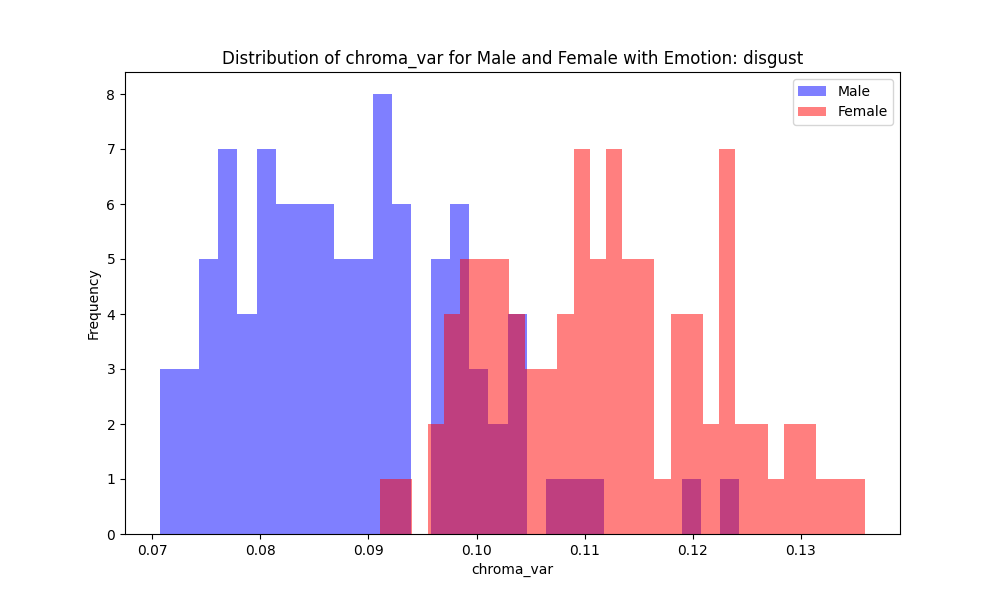 Distribution of chroma_var for Male and Female with Emotion: disgust
Male
Female
Frequency
8
7
6
5
4
3
2
1
0
0.07 0.08 0.09 0.10 0.11 0.12 0.13
chroma_var